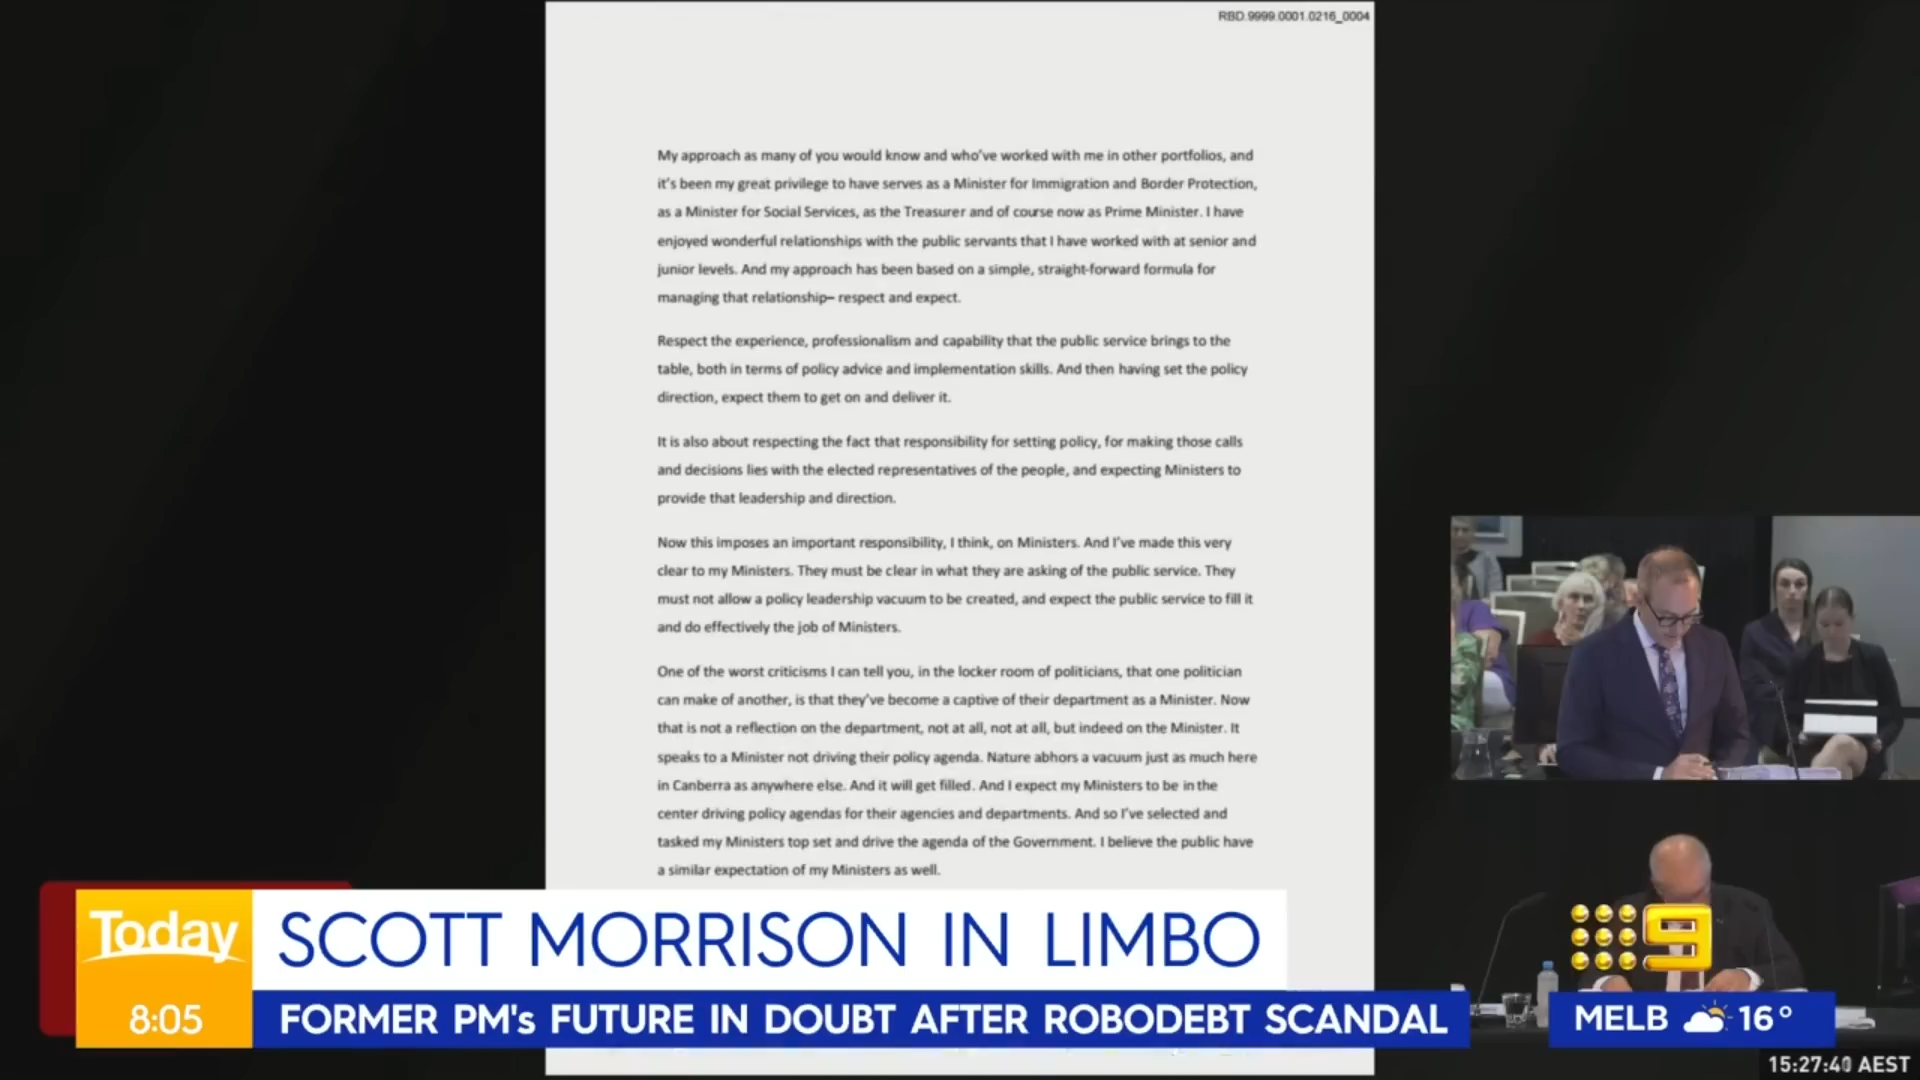 RBD.9999.0001.0216_0004
My approach as many of you would know and who've worked with me in other portfolios, and
it's been my great privilege to have serves as a Minister for Immigration and Border Protection,
as a Minister for Social Services, as the Treasurer and of course now as Prime Minister. I have
enjoyed wonderful relationships with the public servants that I have worked with at senior and
junior levels. And my approach has been based on a simple, straight-forward formula for
managing that relationship– respect and expect.
Respect the experience, professionalism and capability that the public service brings to the
table, both in terms of policy advice and implementation skills. And then having set the policy
direction, expect them to get on and deliver it.
It is also about respecting the fact that responsibility for setting policy, for making those calls
and decisions lies with the elected representatives of the people, and expecting Ministers to
provide that leadership and direction.
Now this imposes an important responsibility, I think, on Ministers. And I've made this very
clear to my Ministers. They must be clear in what they are asking of the public service. They
must not allow a policy leadership vacuum to be created, and expect the public service to fill it
and do effectively the job of Ministers.
One of the worst criticisms I can tell you, in the locker room of politicians, that one politician
can make of another, is that they've become a captive of their department as a Minister. Now
that is not a reflection on the department, not at all, not at all, but indeed on the Minister. It
speaks to a Minister not driving their policy agenda. Nature abhors a vacuum just as much here
in Canberra as anywhere else. And it will get filled. And I expect my Ministers to be in the
center driving policy agendas for their agencies and departments. And so I've selected and
tasked my Ministers top set and drive the agenda of the Government. I believe the public have
a similar expectation of my Ministers as well.
Today
8:05
SCOTT MORRISON IN LIMBO
FORMER PM's FUTURE IN DOUBT AFTER ROBODEBT SCANDAL
9
MELB 16°
15:27:40 AEST